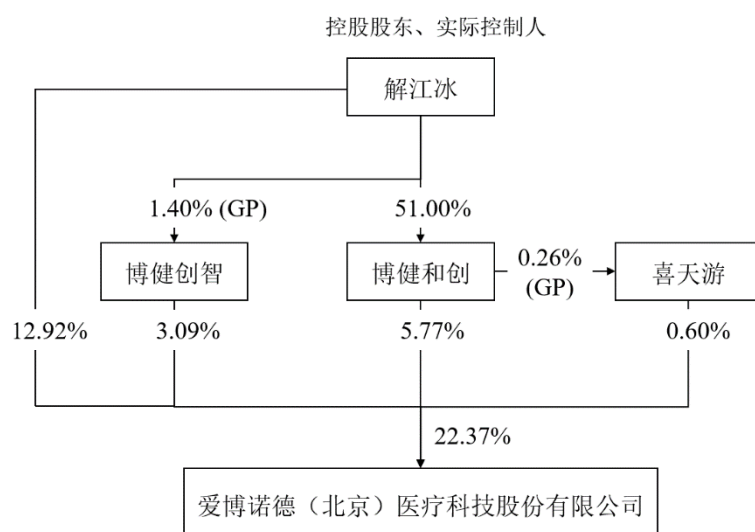 控股股东、实际控制人
解江冰
1.40% (GP)
51.00%
博健创智
博健和创
0.26%
(GP)
喜天游
12.92%
3.09%
5.77%
0.60%
22.37%
爱博诺德（北京）医疗科技股份有限公司